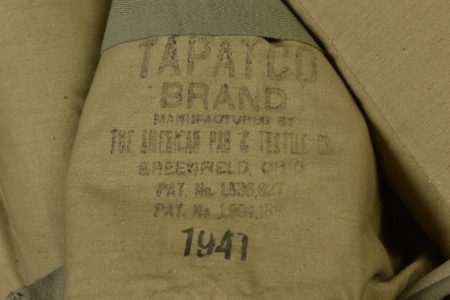 TAPATCO
BRAND
MANUFACTURED BY
THE AMERICAN PAD & TEXTILE CO.
GREENFIELD, OHIO
PAT. No.
PAT. No.
1941